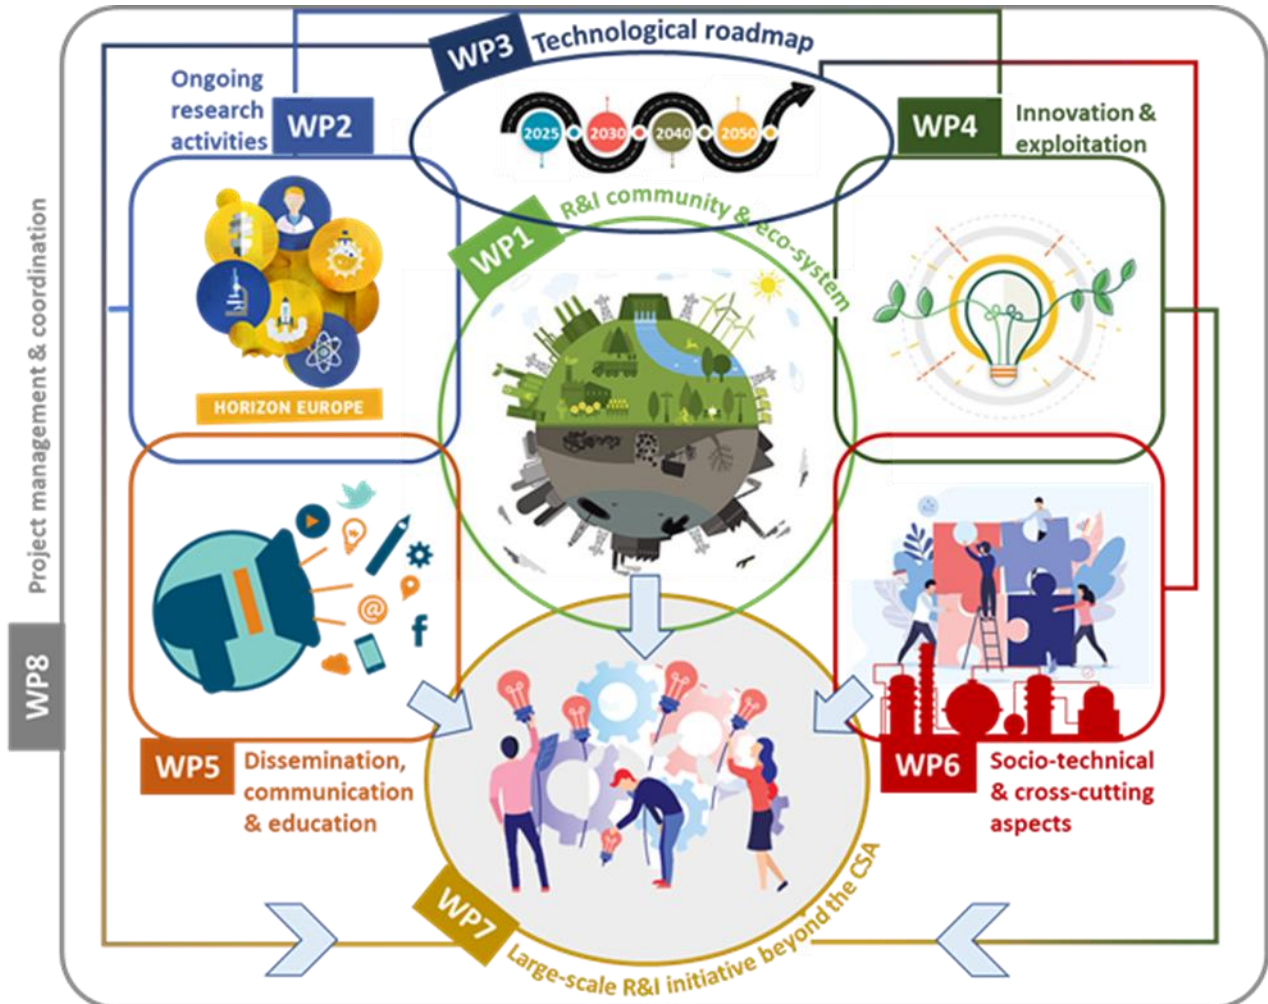 WP3 Technological roadmap
Ongoing
research
activities
WP2
2025
2030
2040
2050
WP4
Innovation &
exploitation
WP1
R&I community & eco-system
HORIZON EUROPE
Project management & coordination
WP8
@
f
WP5
Dissemination,
communication
& education
WP6
Socio-technical
& cross-cutting
aspects
WP7
Large-scale R&I initiative beyond the CSA